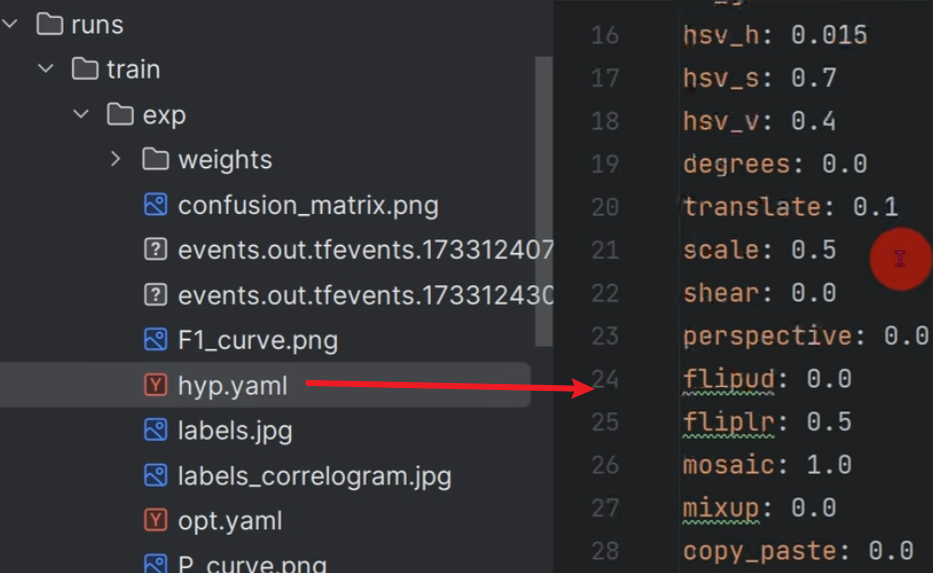 runs
train
exp
weights
confusion_matrix.png
events.out.tfevents.173312407
events.out.tfevents.173312430
F1_curve.png
hyp.yaml
labels.jpg
labels_correlogram.jpg
opt.yaml
P_curve.png
16 hsv_h: 0.015
17 hsv_s: 0.7
18 hsv_v: 0.4
19 degrees: 0.0
20 translate: 0.1
21 scale: 0.5
22 shear: 0.0
23 perspective: 0.0
24 flipud: 0.0
25 fliplr: 0.5
26 mosaic: 1.0
27 mixup: 0.0
28 copy_paste: 0.0